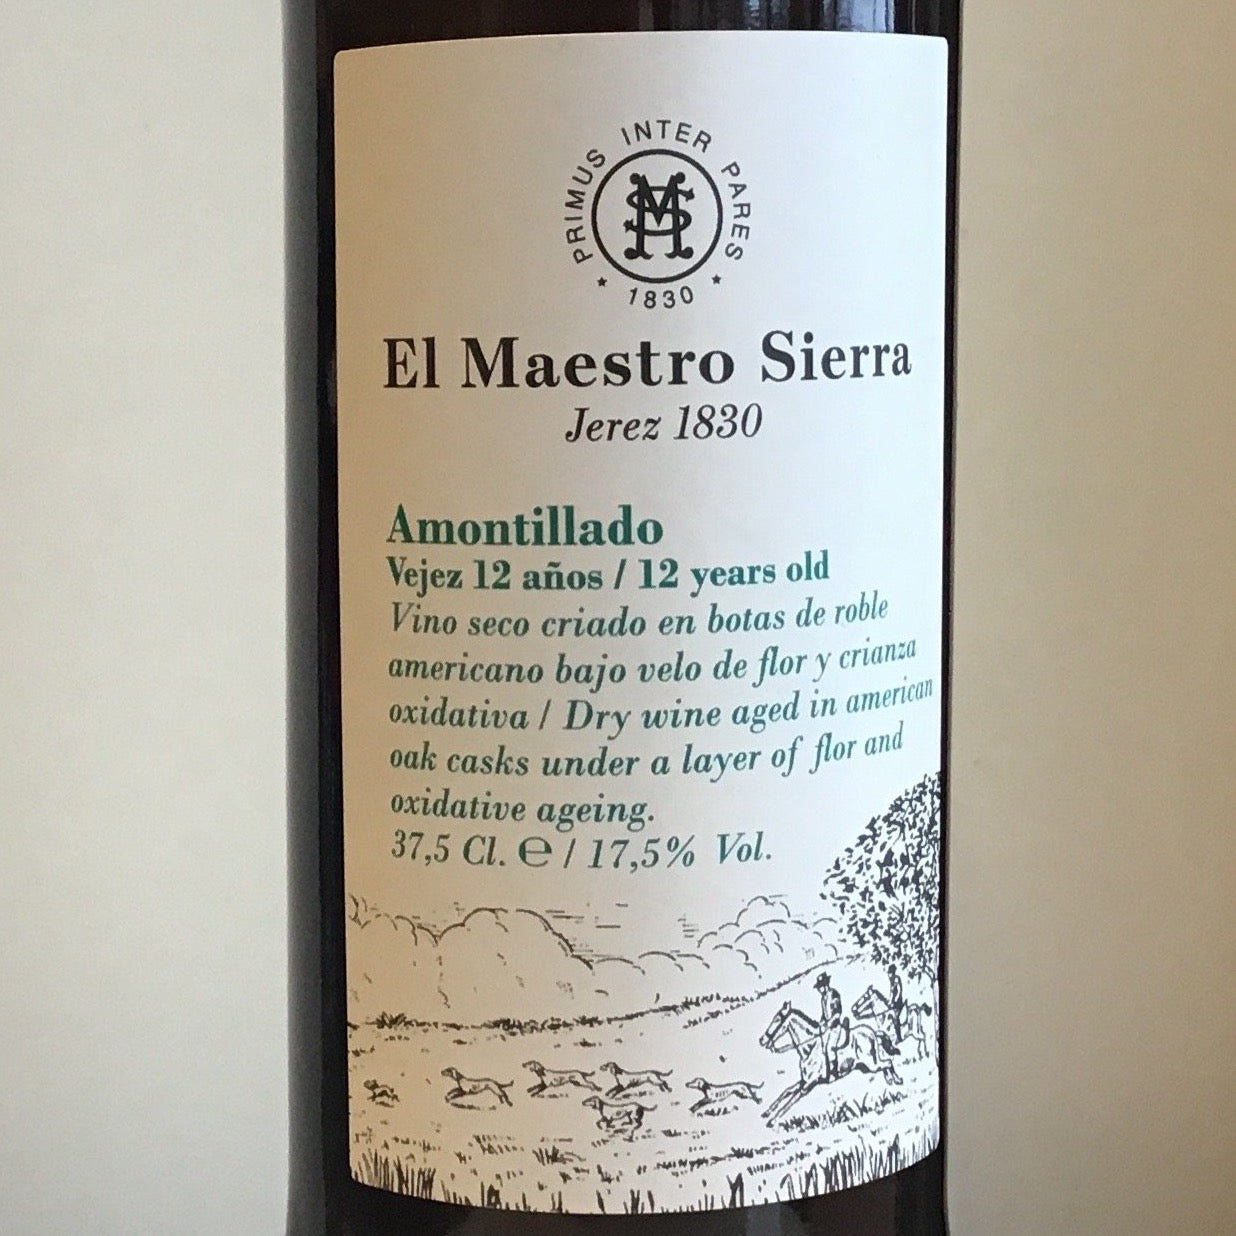 PRIMUS INTER PARES
MS
* 1830 *
El Maestro Sierra
Jerez 1830
Amontillado
Vejez 12 años / 12 years old
Vino seco criado en botas de roble
americano bajo velo de flor y crianza
oxidativa / Dry wine aged in american
oak casks under a layer of flor and
oxidative ageing.
37,5 Cl. ℮ / 17,5% Vol.